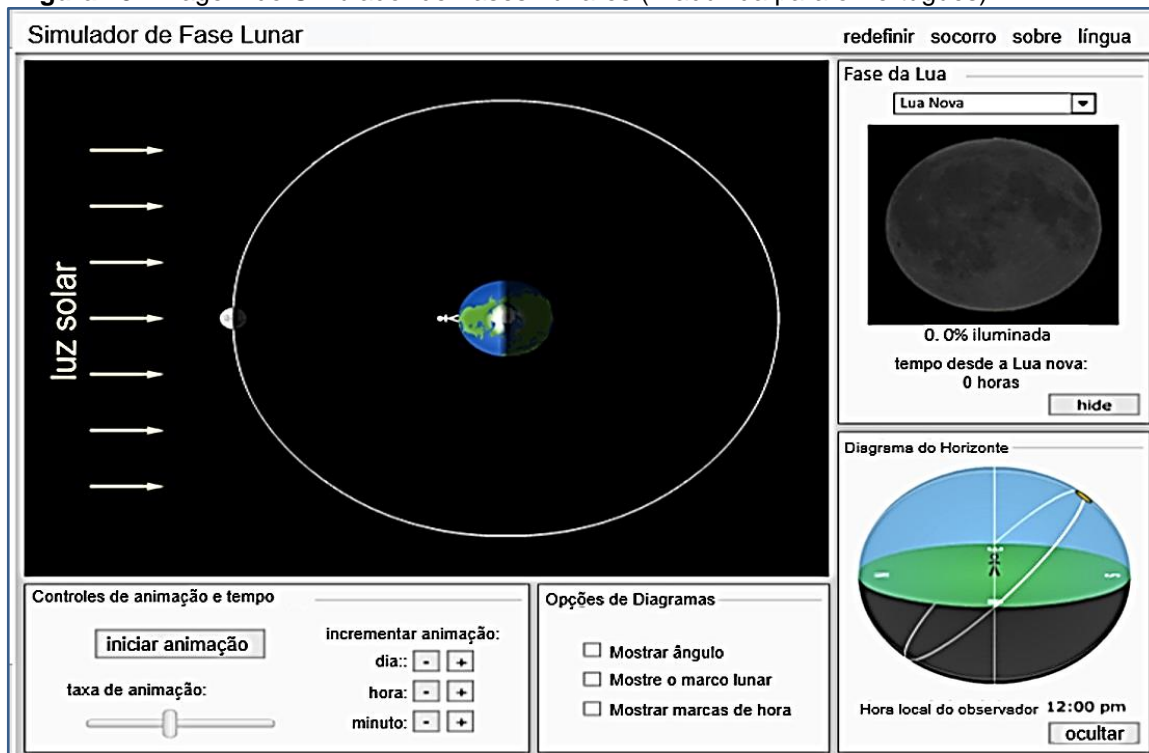 Simulador de Fase Lunar
redefinir socorro sobre língua
luz solar
Fase da Lua
Lua Nova
0. 0% iluminada
tempo desde a Lua nova:
0 horas
hide
Diagrama do Horizonte
Hora local do observador 12:00 pm
ocultar
Controles de animação e tempo
iniciar animação
taxa de animação:
incrementar animação:
dia:: - +
hora: - +
minuto: - +
Opções de Diagramas
Mostrar ângulo
Mostre o marco lunar
Mostrar marcas de hora